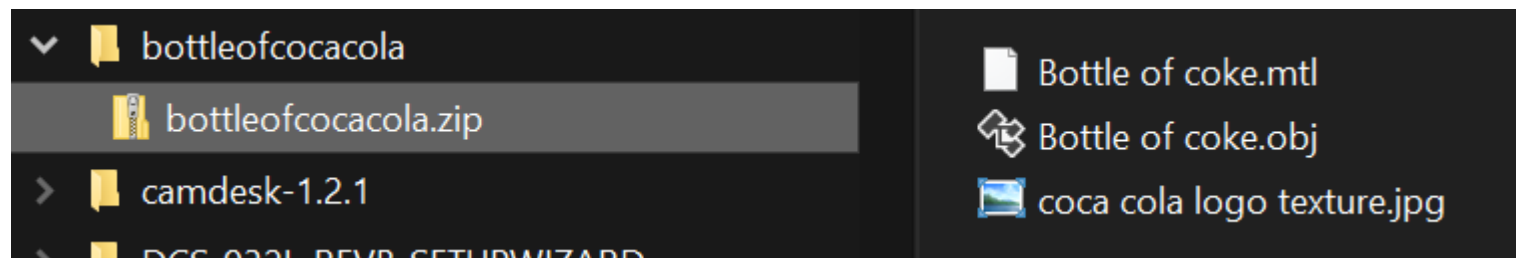 bottleofcocacola
bottleofcocacola.zip
camdesk-1.2.1
Bottle of coke.mtl
Bottle of coke.obj
coca cola logo texture.jpg